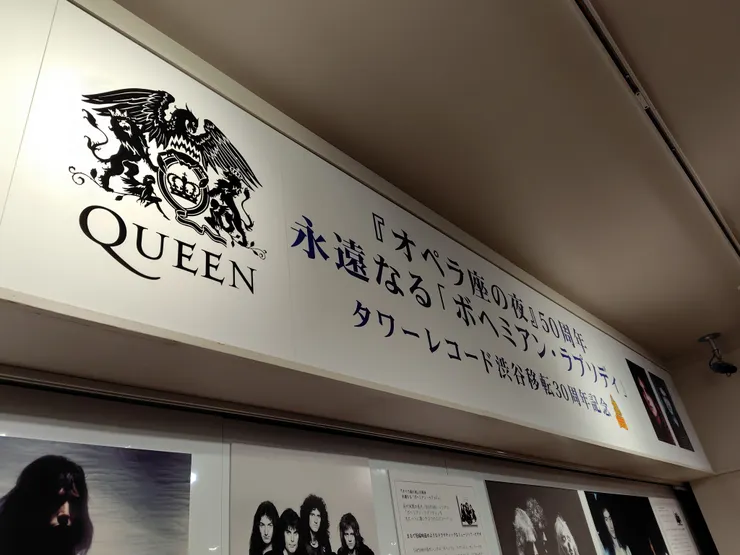 QUEEN
『オペラ座の夜』50周年
永遠なる「ボヘミアン・ラプソディ」
タワーレコード渋谷移転30周年記念